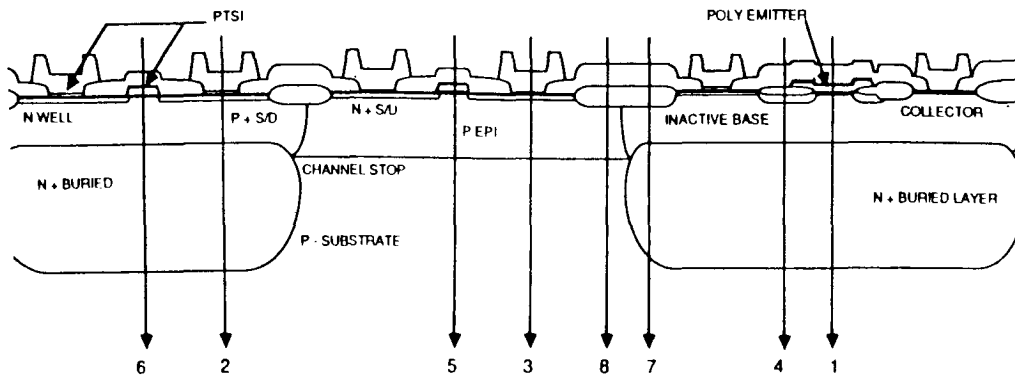 PTSI
POLY EMITTER
N WELL
P + S/D
N + S/D
P EPI
INACTIVE BASE
COLLECTOR
CHANNEL STOP
N + BURIED
N + BURIED LAYER
P - SUBSTRATE
6 2 5 3 8 7 4 1